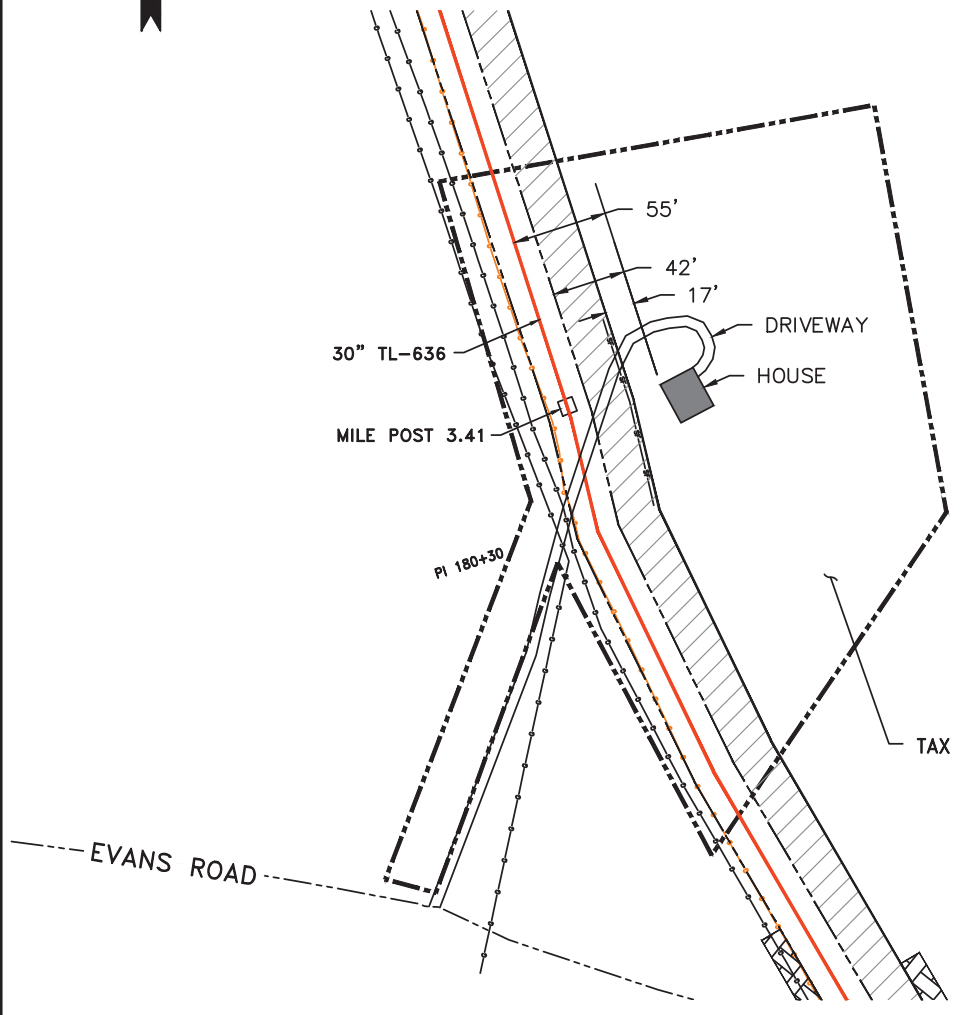 55'
42'
17'
DRIVEWAY
30" TL-636
HOUSE
MILE POST 3.41
PI 180+30
TAX
EVANS ROAD